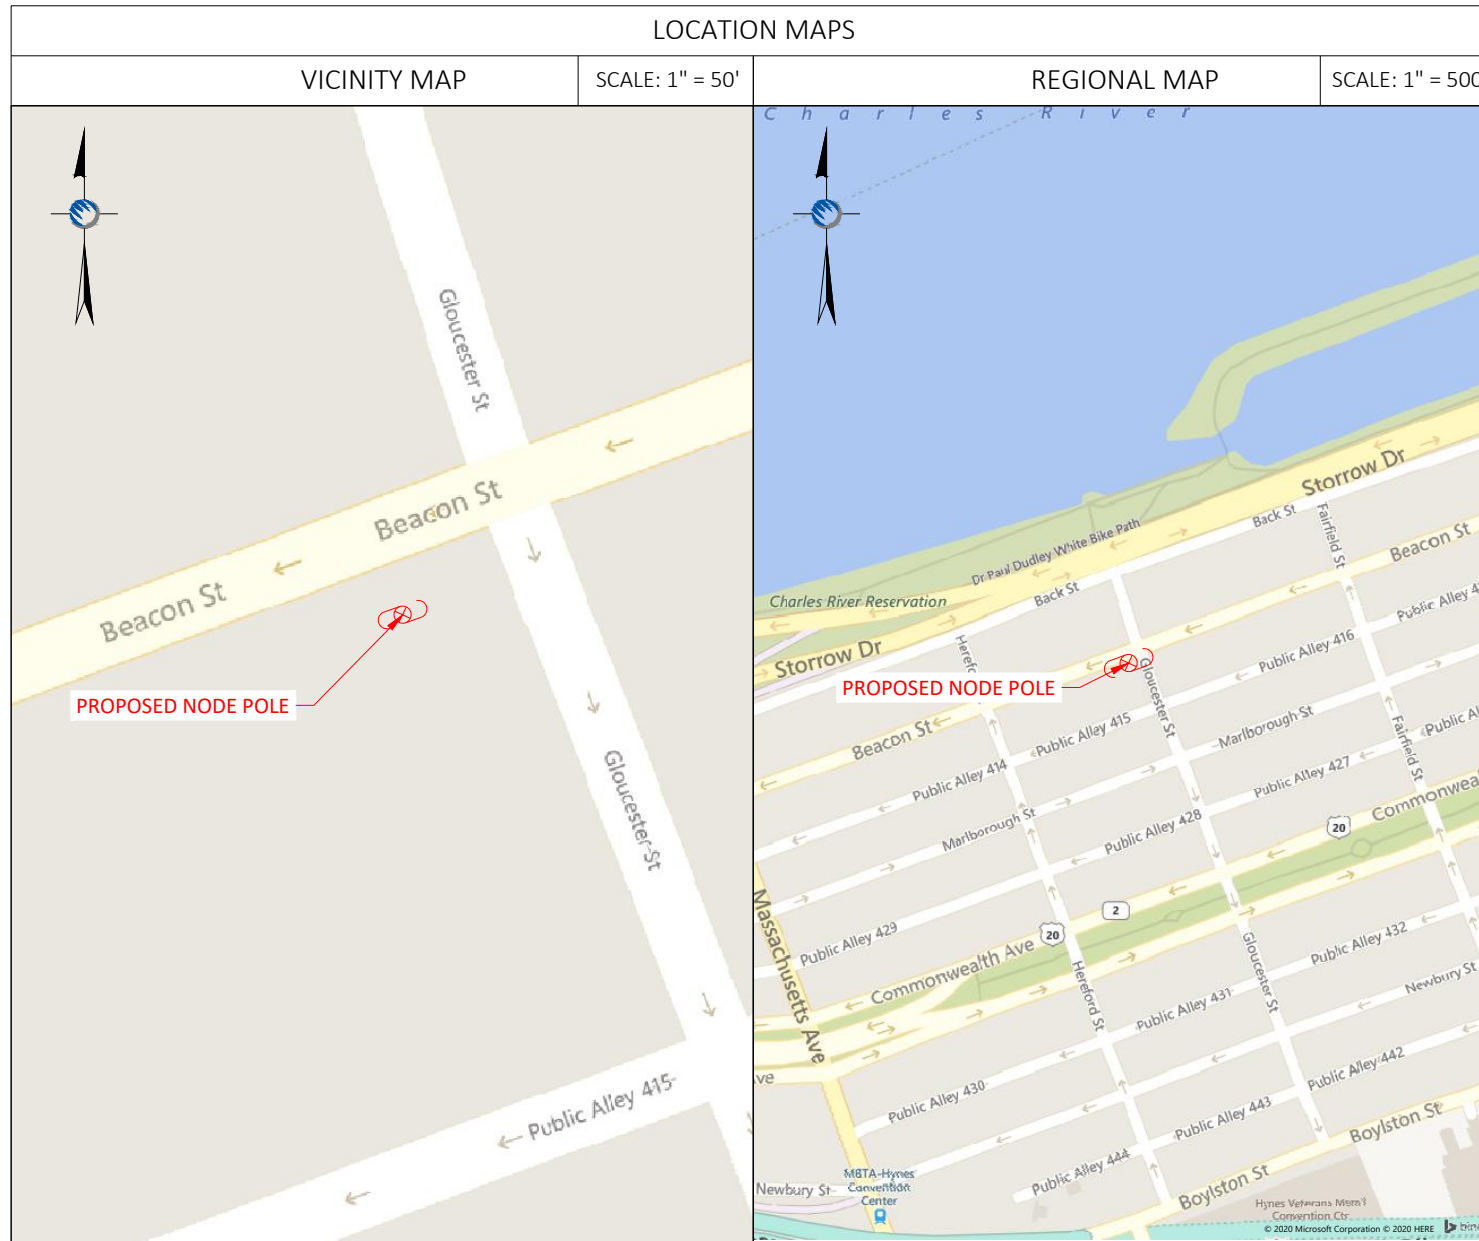 LOCATION MAPS
VICINITY MAP
SCALE: 1" = 50'
REGIONAL MAP
SCALE: 1" = 500
Gloucester St
Beacon St
Beacon St
PROPOSED NODE POLE
Gloucester St
Public Alley 415
Charles River
Storrow Dr
Back St
Fairfield St
Beacon St
Dr Paul Dudley White Bike Path
Back St
Charles River Reservation
Storrow Dr
Public Alley 416
Gloucester St
PROPOSED NODE POLE
Beacon St
Public Alley 415
Marlborough St
Fairfield St
Public Alley 414
Public Alley 427
Marlborough St
Public Alley 428
20
2
20
Massachusetts Ave
Public Alley 429
Commonwealth Ave
Hereford St
Gloucester St
Public Alley 432
Newbury St
Public Alley 431
Public Alley 442
Public Alley 430
Public Alley 443
Boylston St
Public Alley 444
MBTA-Hynes
Convention
Center
Newbury St
Boylston St
Hynes Veterans Mem'l
Convention Ctr
© 2020 Microsoft Corporation © 2020 HERE